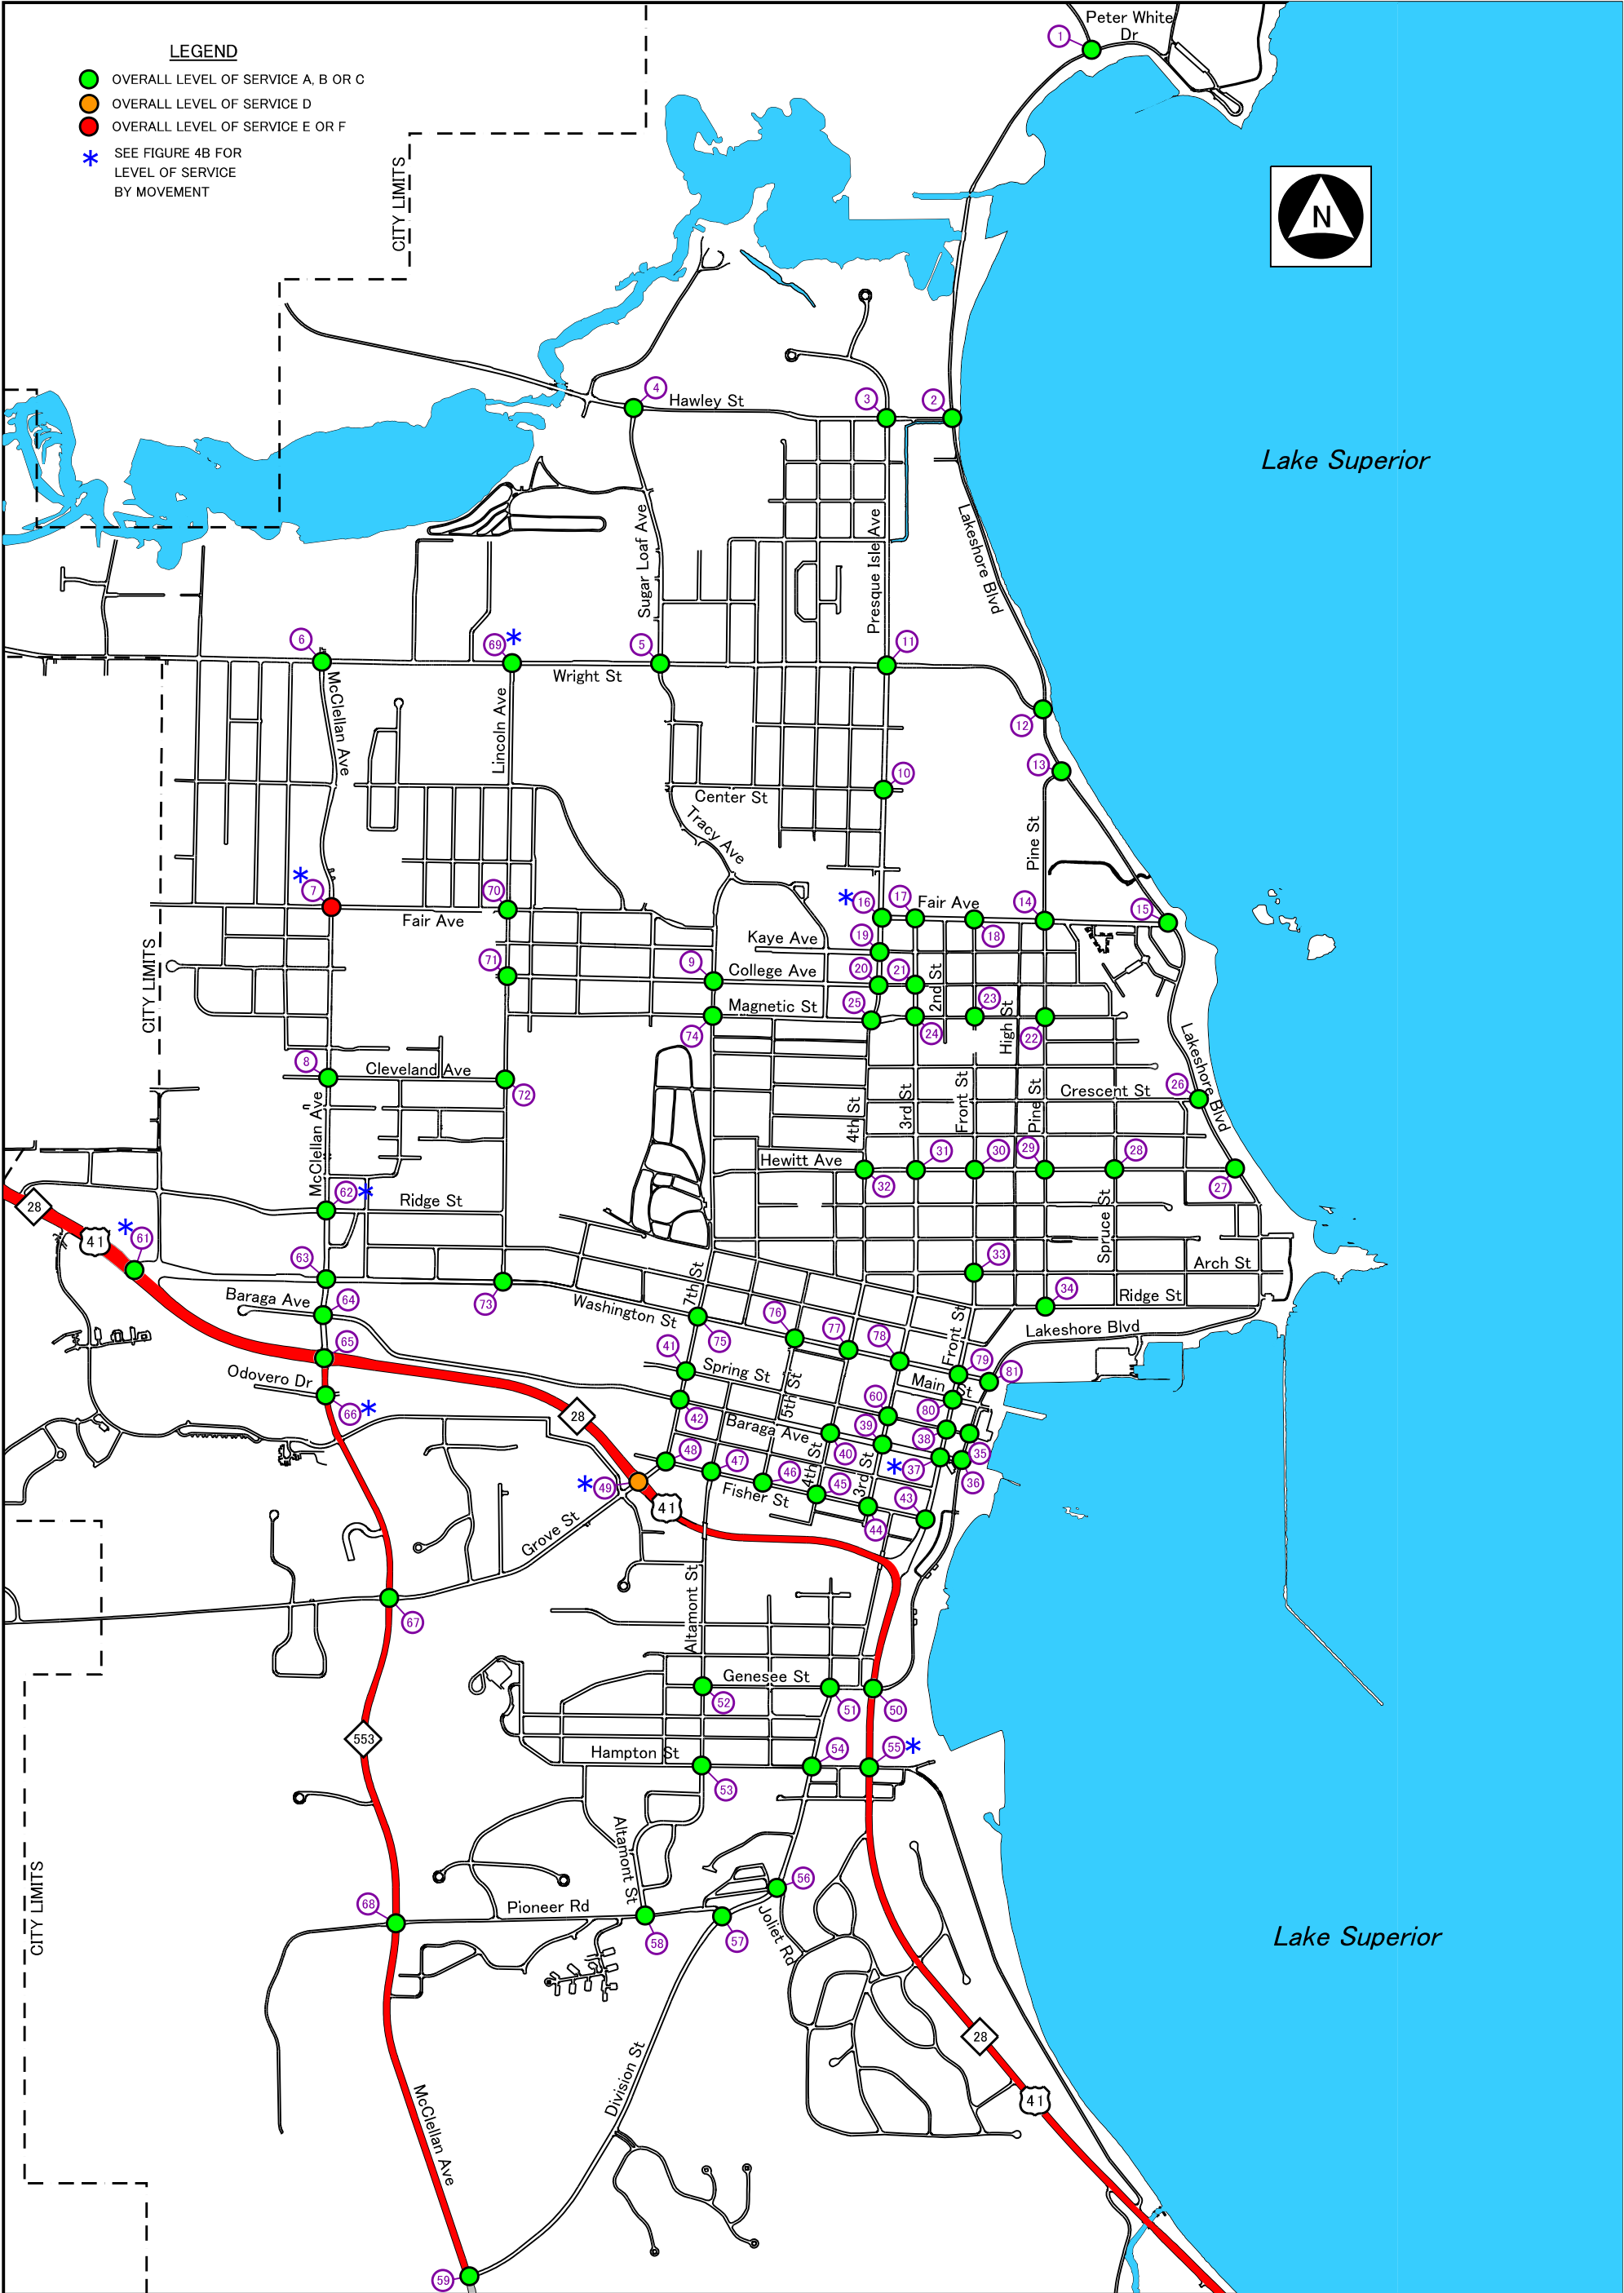 LEGEND
OVERALL LEVEL OF SERVICE A, B OR C
OVERALL LEVEL OF SERVICE D
OVERALL LEVEL OF SERVICE E OR F
* SEE FIGURE 4B FOR
LEVEL OF SERVICE
BY MOVEMENT
Peter White
Dr
1
CITY LIMITS
N
4
Hawley St
3
2
Lake Superior
Sugar Loaf Ave
Presque Isle Ave
Lakeshore Blvd
6
69 *
5
11
Wright St
McClellan Ave
Lincoln Ave
12
13
10
Center St
Tracy Ave
Pine St
* 7
70
* 16
17
Fair Ave
14
15
Fair Ave
18
Kaye Ave
19
71
9
College Ave
20
21
2nd St
CITY LIMITS
Magnetic St
25
23
High St
74
24
22
Lakeshore Blvd
8
Cleveland Ave
72
26
Crescent St
McClellan Ave
4th St
3rd St
Front St
Pine St
Hewitt Ave
31
30
29
28
32
27
62 *
Ridge St
28
41
* 61
Spruce St
63
33
Arch St
7th St
73
34
Ridge St
Baraga Ave
64
Washington St
76
77
78
Front St
Lakeshore Blvd
75
65
41
Spring St
79
81
Odovero Dr
Main St
5th St
66 *
28
42
60
80
Baraga Ave
39
38
40
35
48
47
46
4th St
3rd St
* 37
36
* 49
45
43
Fisher St
41
44
Grove St
Altamont St
67
Genesee St
52
51
50
553
Hampton St
54
55 *
53
Altamont St
56
68
Pioneer Rd
58
57
Joliet Rd
CITY LIMITS
Lake Superior
28
Division St
41
McClellan Ave
59